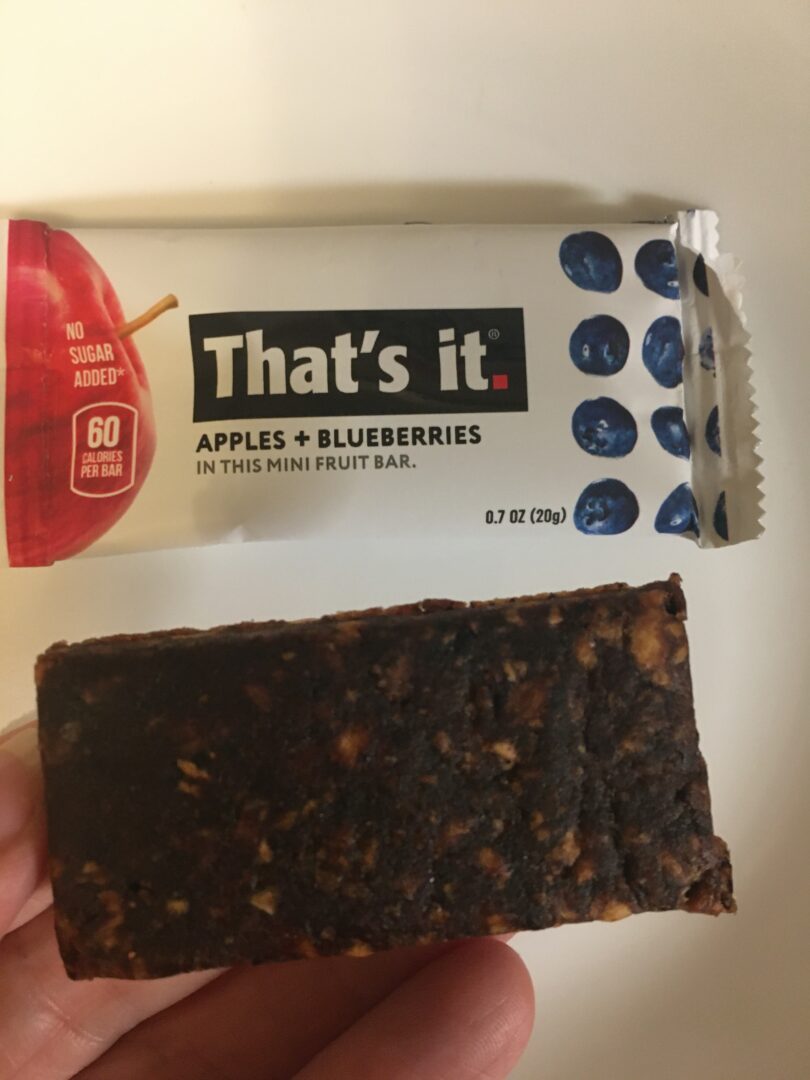 NO
SUGAR
ADDED*
60
CALORIES
PER BAR
That's it.®
APPLES + BLUEBERRIES
IN THIS MINI FRUIT BAR.
0.7 OZ (20g)